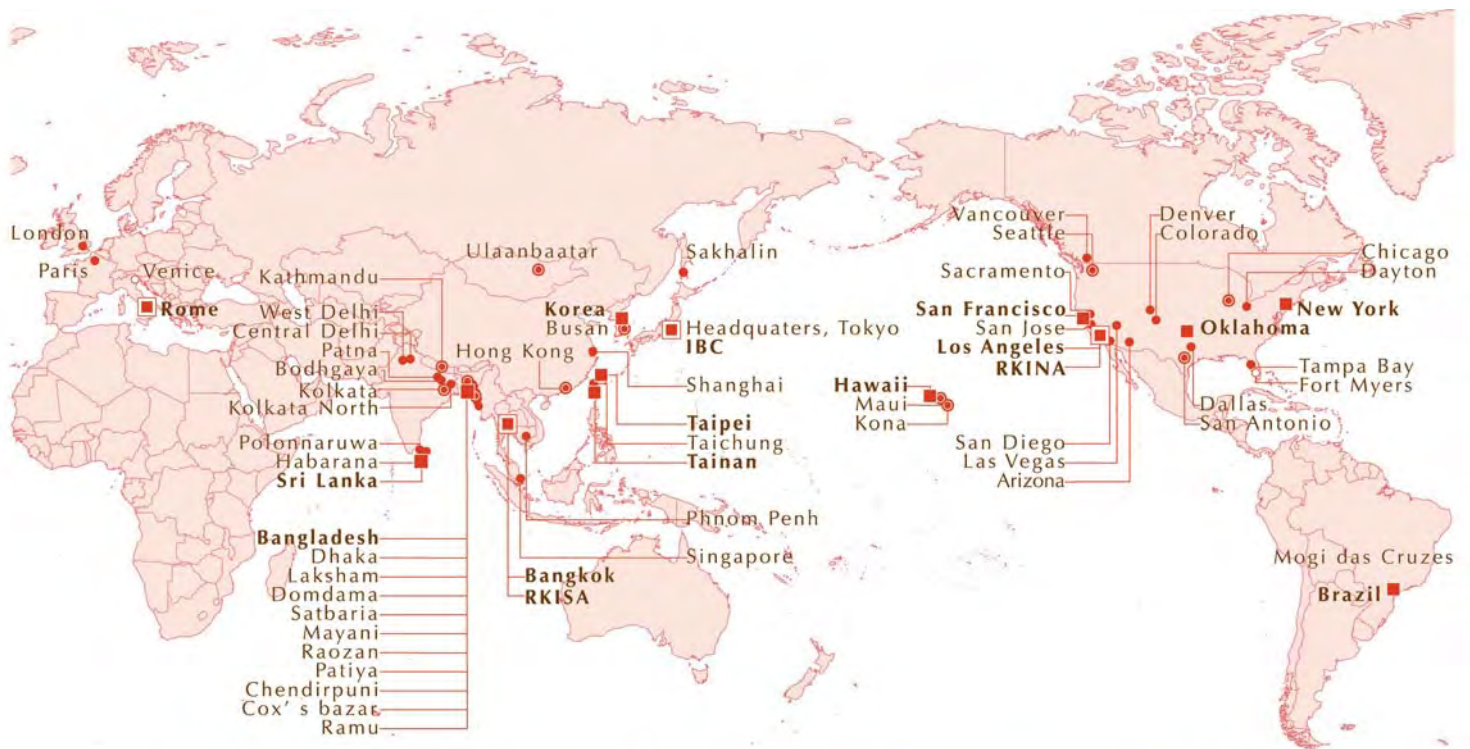 London
Paris
Venice
Rome
Kathmandu
West Delhi
Central Delhi
Patna
Bodhgaya
Kolkata
Kolkata North
Polonnaruwa
Habarana
Sri Lanka
Bangladesh
Dhaka
Laksham
Domdama
Satbaria
Mayani
Raozan
Patiya
Chendirpuni
Cox’ s bazar
Ramu
Ulaanbaatar
Hong Kong
Korea
Busan
Sakhalin
Headquaters, Tokyo
IBC
Shanghai
Taipei
Taichung
Tainan
Phnom Penh
Singapore
Bangkok
RKISA
Hawaii
Maui
Kona
Vancouver
Seattle
Sacramento
San Francisco
San Jose
Los Angeles
RKINA
San Diego
Las Vegas
Arizona
Denver
Colorado
Chicago
Dayton
New York
Oklahoma
Tampa Bay
Fort Myers
Dallas
San Antonio
Mogi das Cruzes
Brazil